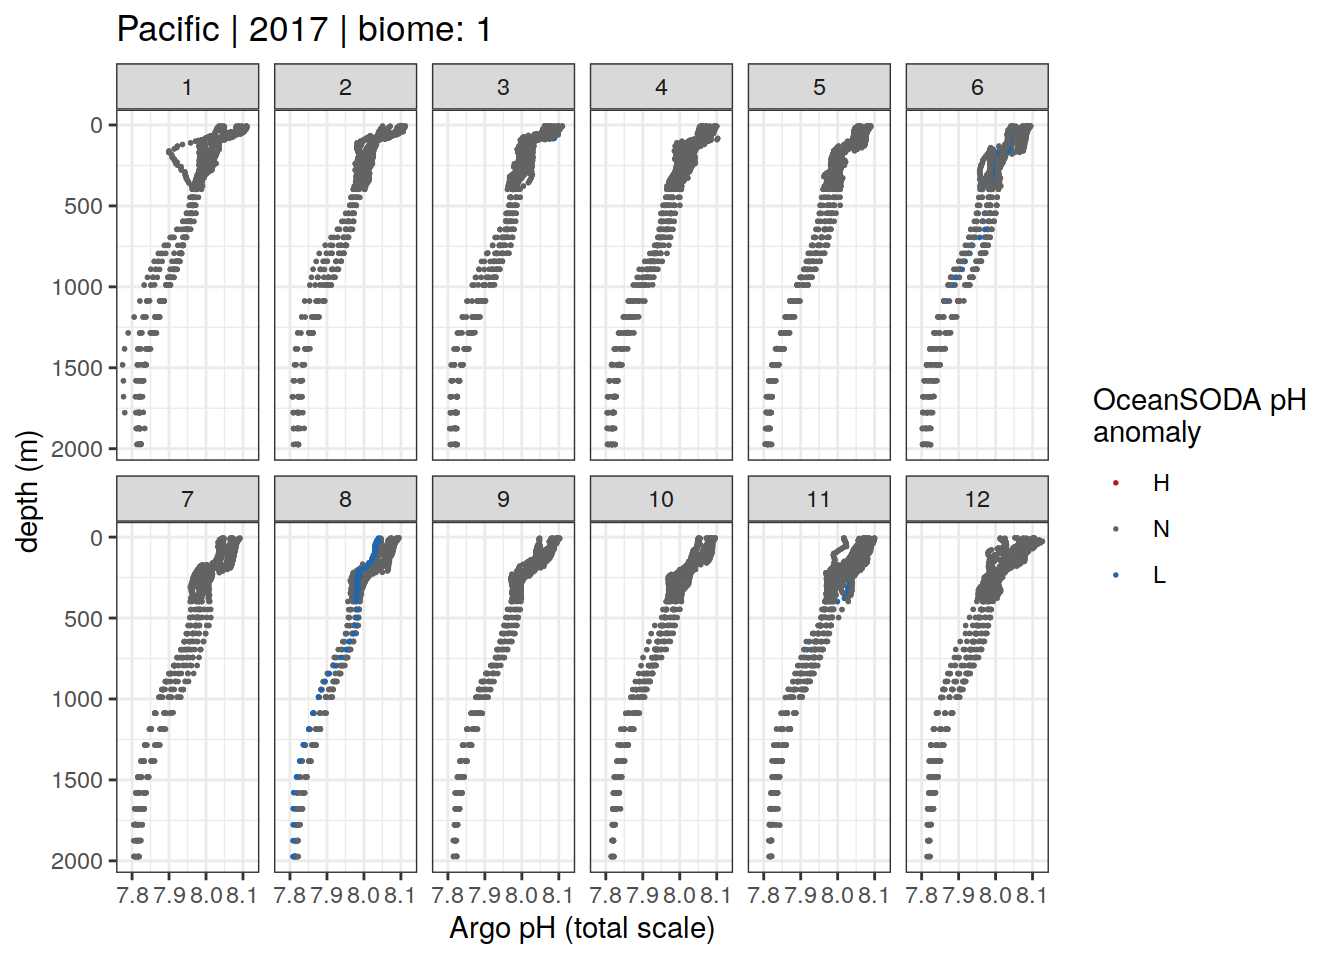 Pacific | 2017 | biome: 1
1 2 3 4 5 6
0
500
1000
1500
2000
7 8 9 10 11 12
0
500
1000
1500
2000
7.8 7.9 8.0 8.1 7.8 7.9 8.0 8.1 7.8 7.9 8.0 8.1 7.8 7.9 8.0 8.1 7.8 7.9 8.0 8.1 7.8 7.9 8.0 8.1
Argo pH (total scale)
depth (m)
OceanSODA pH
anomaly
H
N
L